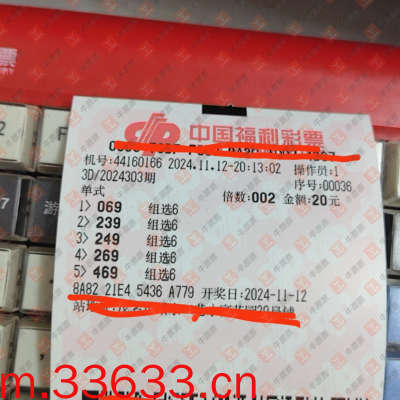 中国福利彩票
机号:44160166 2024.11.12-20:13:02 操作员:1
3D/2024303期 序号:00036
单式 倍数:002 金额:20元
1> 069 组选6
2> 239 组选6
3> 249 组选6
4> 269 组选6
5> 469 组选6
8A82 21E4 5436 A779 开奖日:2024-11-12
m.33633.cn